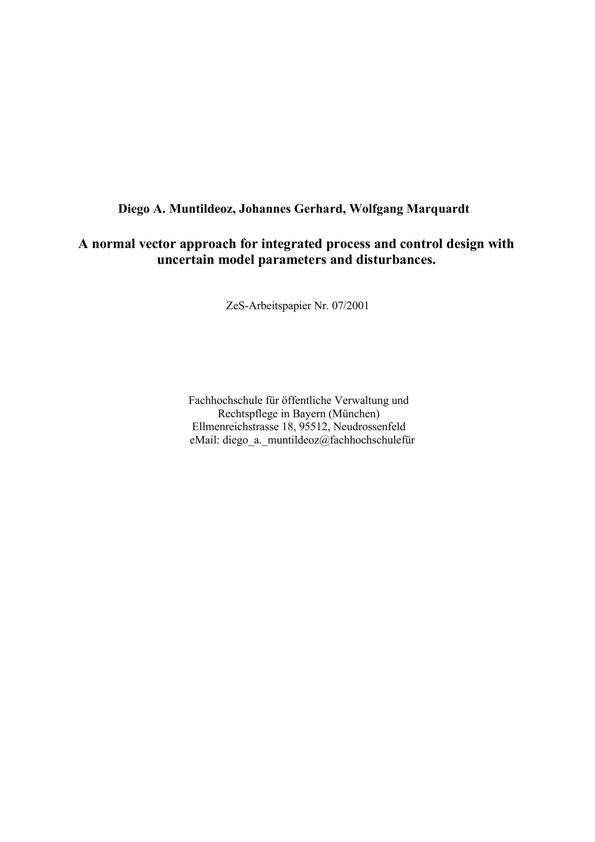 Diego A. Muntildeoz, Johannes Gerhard, Wolfgang Marquardt
A normal vector approach for integrated process and control design with
uncertain model parameters and disturbances.
ZeS-Arbeitspapier Nr. 07/2001
Fachhochschule für öffentliche Verwaltung und
Rechtspflege in Bayern (München)
Ellmenreichstrasse 18, 95512, Neudrossenfeld
eMail: diego_a._muntildeoz@fachhochschulefür